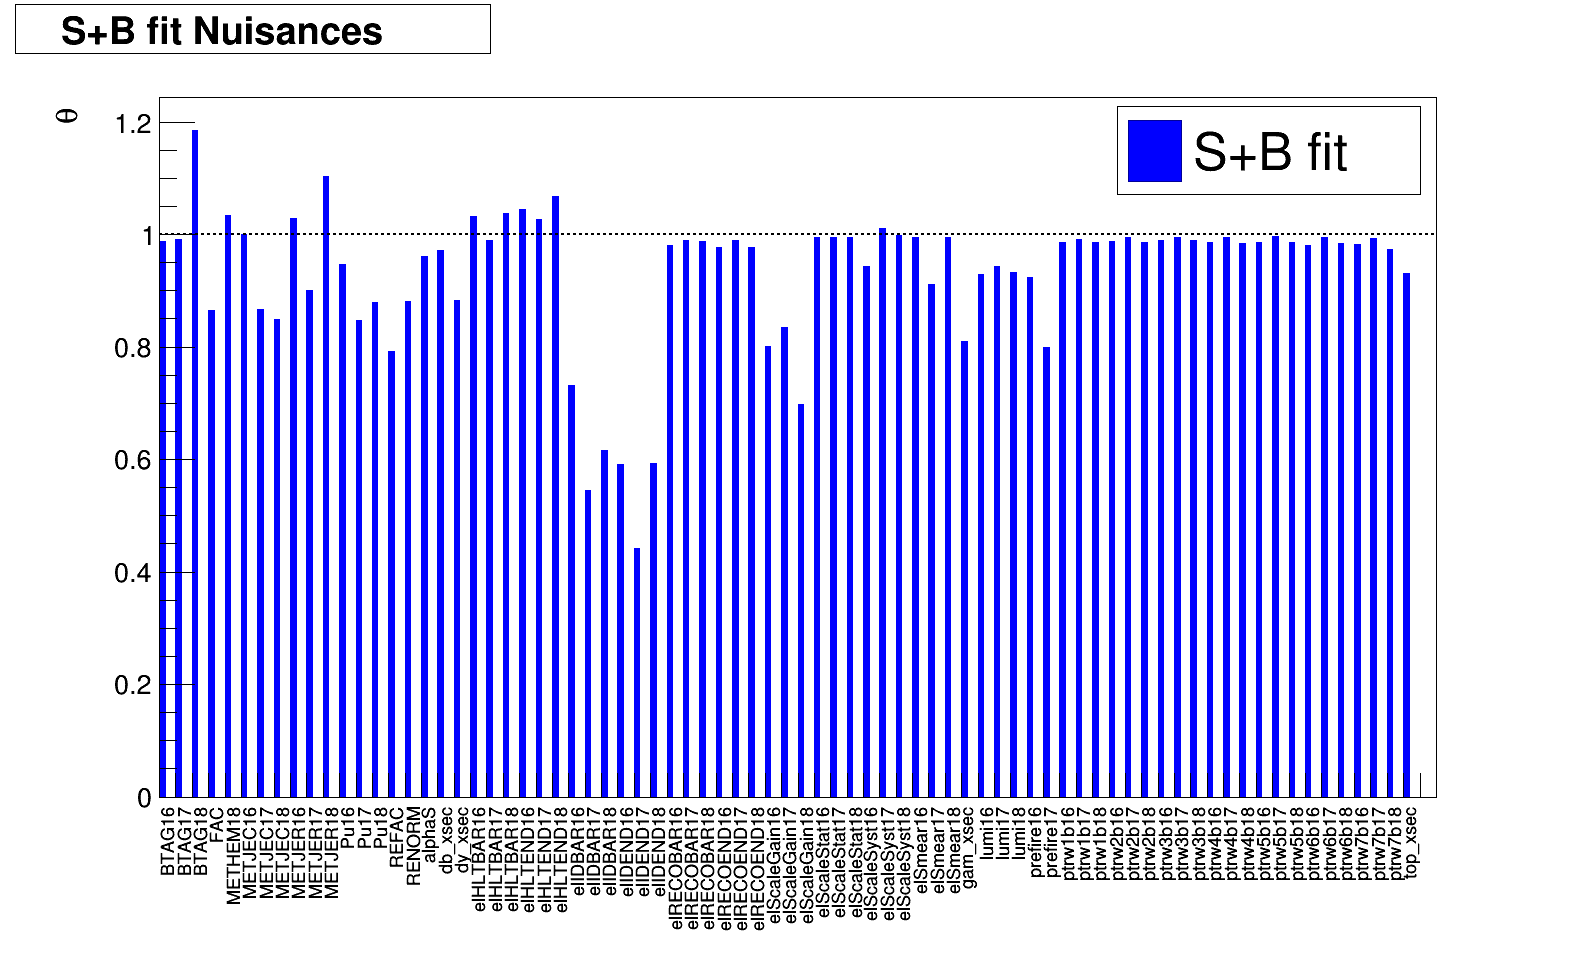 S+B fit Nuisances
θ
S+B fit
1.2
1
0.8
0.6
0.4
0.2
0
BTAG16
BTAG17
BTAG18
FAC
METHEM18
METJEC16
METJEC17
METJEC18
METJER16
METJER17
METJER18
Pu16
Pu17
Pu18
REFAC
RENORM
alphaS
db_xsec
dy_xsec
elHLTBAR16
elHLTBAR17
elHLTBAR18
elHLTEND16
elHLTEND17
elHLTEND18
elIDBAR16
elIDBAR17
elIDBAR18
elIDEND16
elIDEND17
elIDEND18
elRECOBAR16
elRECOBAR17
elRECOBAR18
elRECOEND16
elRECOEND17
elRECOEND18
elScaleGain16
elScaleGain17
elScaleGain18
elScaleStat16
elScaleStat17
elScaleStat18
elScaleSyst16
elScaleSyst17
elScaleSyst18
elSmear16
elSmear17
elSmear18
gam_xsec
lumi16
lumi17
lumi18
prefire16
prefire17
ptrw1b16
ptrw1b17
ptrw1b18
ptrw2b16
ptrw2b17
ptrw2b18
ptrw3b16
ptrw3b17
ptrw3b18
ptrw4b16
ptrw4b17
ptrw4b18
ptrw5b16
ptrw5b17
ptrw5b18
ptrw6b16
ptrw6b17
ptrw6b18
ptrw7b16
ptrw7b17
ptrw7b18
top_xsec